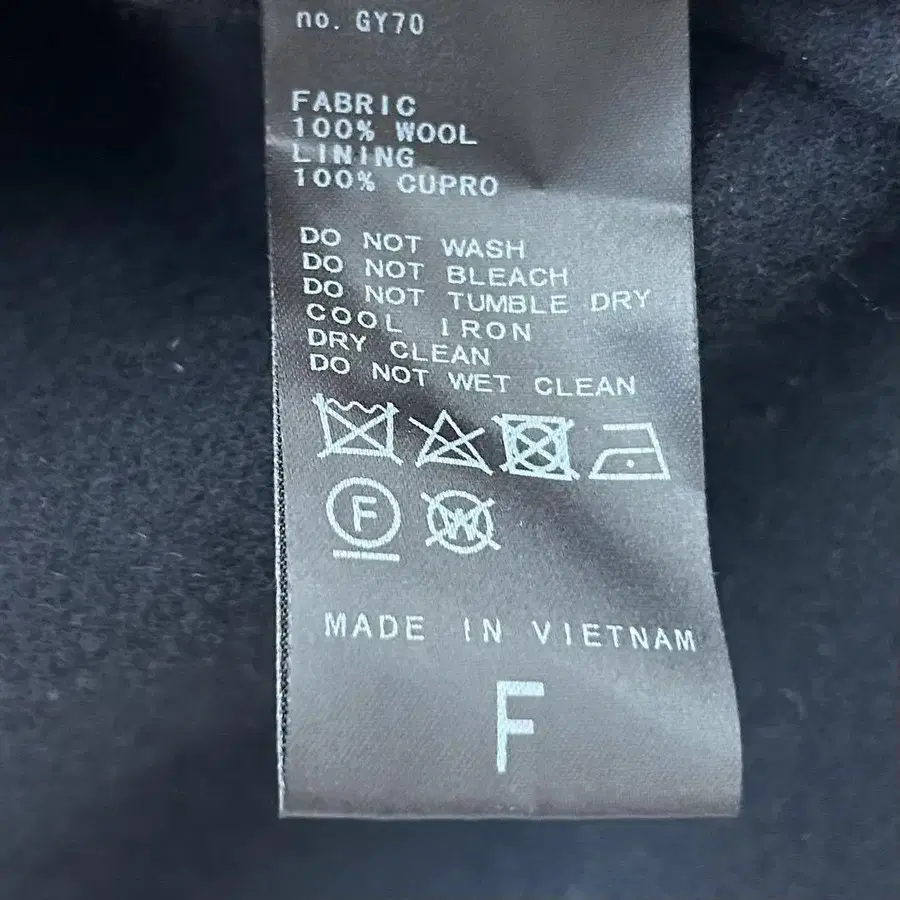 no. GY70
FABRIC
100% WOOL
LINING
100% CUPRO
DO NOT WASH
DO NOT BLEACH
DO NOT TUMBLE DRY
COOL IRON
DRY CLEAN
DO NOT WET CLEAN
F W
MADE IN VIETNAM
F